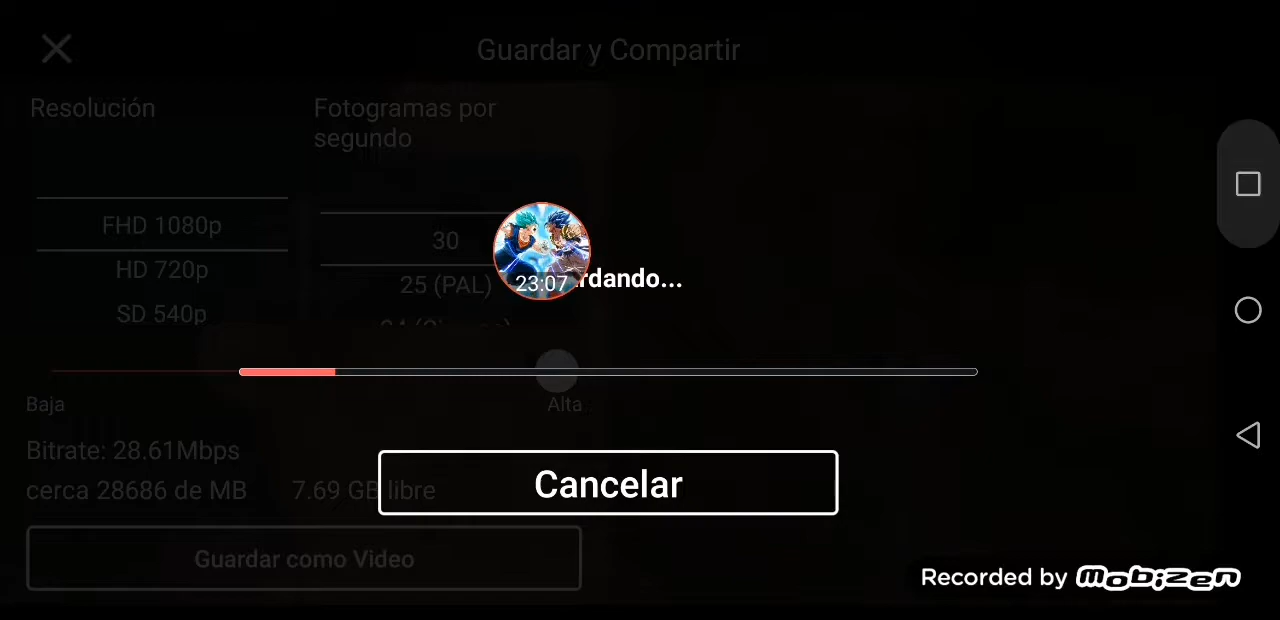 Guardar y Compartir
Resolución
Fotogramas por
segundo
FHD 1080p
HD 720p
SD 540p
30
25 (PAL)
23:07
rdando...
Baja
Alta
Bitrate: 28.61Mbps
cerca 28686 de MB
7.69 GB libre
Cancelar
Guardar como Video
Recorded by mobizen